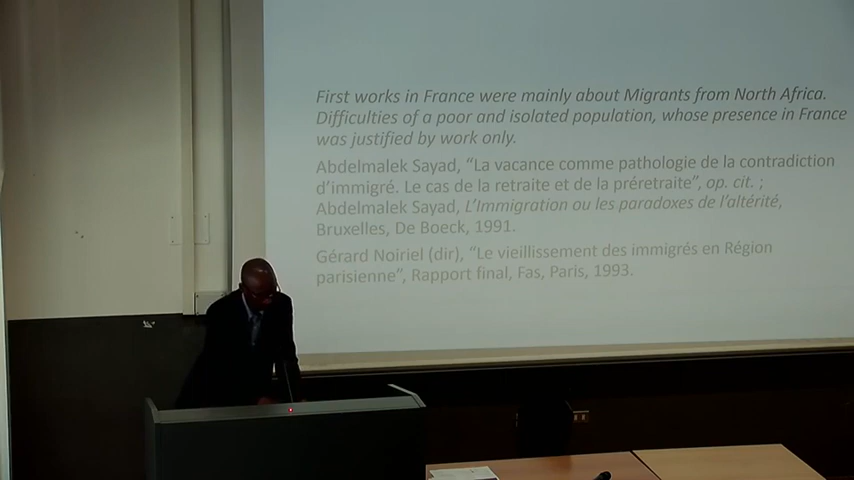 First works in France were mainly about Migrants from North Africa.
Difficulties of a poor and isolated population, whose presence in France
was justified by work only.
Abdelmalek Sayad, “La vacance comme pathologie de la contradiction
d’immigré. Le cas de la retraite et de la préretraite”, op. cit. ;
Abdelmalek Sayad, L’Immigration ou les paradoxes de l’altérité,
Bruxelles, De Boeck, 1991.
Gérard Noiriel (dir), “Le vieillissement des immigrés en Région
parisienne”, Rapport final, Fas, Paris, 1993.